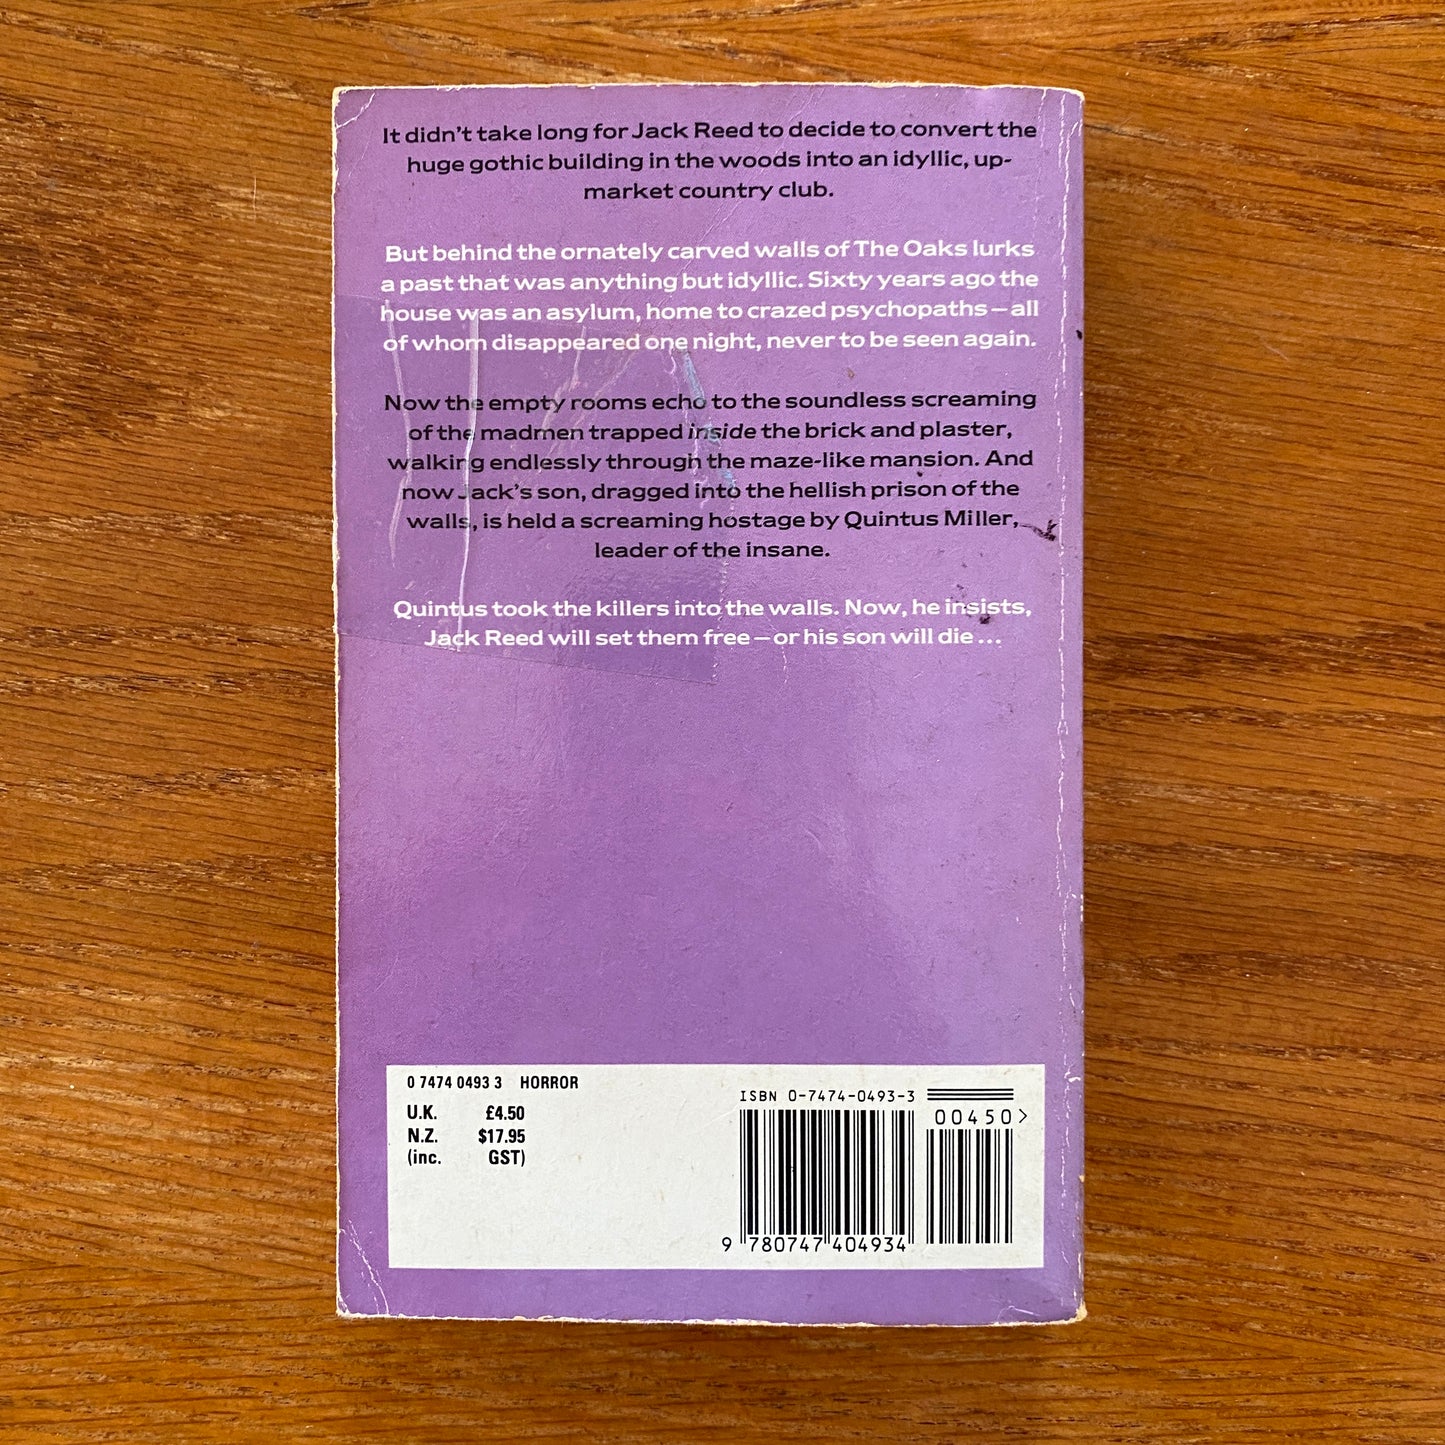 It didn't take long for Jack Reed to decide to convert the
huge gothic building in the woods into an idyllic, up-
market country club.
But behind the ornately carved walls of The Oaks lurks
a past that was anything but idyllic. Sixty years ago the
house was an asylum, home to crazed psychopaths – all
of whom disappeared one night, never to be seen again.
Now the empty rooms echo to the soundless screaming
of the madmen trapped inside the brick and plaster,
walking endlessly through the maze-like mansion. And
now Jack's son, dragged into the hellish prison of the
walls, is held a screaming hostage by Quintus Miller,
leader of the insane.
Quintus took the killers into the walls. Now, he insists,
Jack Reed will set them free – or his son will die ...
0 7474 0493 3 HORROR
U.K. £4.50
N.Z. $17.95
(inc. GST)
ISBN 0-7474-0493-3
00450>
9 780747 404934